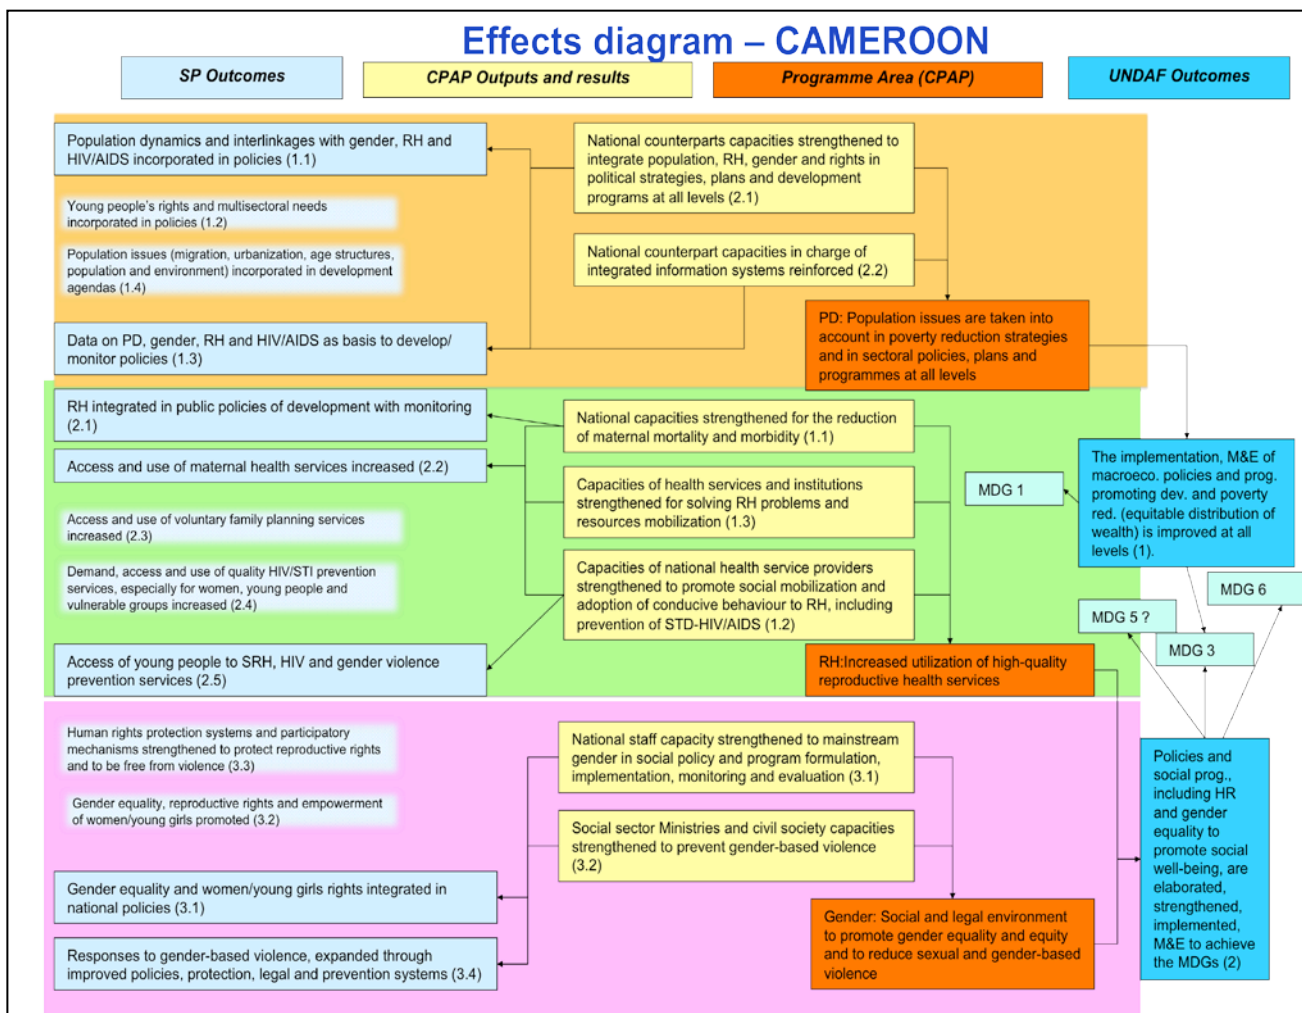 Effects diagram – CAMEROON
SP Outcomes
CPAP Outputs and results
Programme Area (CPAP)
UNDAF Outcomes
Population dynamics and interlinkages with gender, RH and
HIV/AIDS incorporated in policies (1.1)
Young people's rights and multisectoral needs
incorporated in policies (1.2)
Population issues (migration, urbanization, age structures,
population and environment) incorporated in development
agendas (1.4)
Data on PD, gender, RH and HIV/AIDS as basis to develop/
monitor policies (1.3)
National counterparts capacities strengthened to
integrate population, RH, gender and rights in
political strategies, plans and development
programs at all levels (2.1)
National counterpart capacities in charge of
integrated information systems reinforced (2.2)
PD: Population issues are taken into
account in poverty reduction strategies
and in sectoral policies, plans and
programmes at all levels
RH integrated in public policies of development with monitoring
(2.1)
Access and use of maternal health services increased (2.2)
Access and use of voluntary family planning services
increased (2.3)
Demand, access and use of quality HIV/STI prevention
services, especially for women, young people and
vulnerable groups increased (2.4)
Access of young people to SRH, HIV and gender violence
prevention services (2.5)
National capacities strengthened for the reduction
of maternal mortality and morbidity (1.1)
Capacities of health services and institutions
strengthened for solving RH problems and
resources mobilization (1.3)
Capacities of national health service providers
strengthened to promote social mobilization and
adoption of conducive behaviour to RH, including
prevention of STD-HIV/AIDS (1.2)
RH:Increased utilization of high-quality
reproductive health services
MDG 1
The implementation, M&E of
macroeco. policies and prog.
promoting dev. and poverty
red. (equitable distribution of
wealth) is improved at all
levels (1).
MDG 6
MDG 5 ?
MDG 3
Human rights protection systems and participatory
mechanisms strengthened to protect reproductive rights
and to be free from violence (3.3)
Gender equality, reproductive rights and empowerment
of women/young girls promoted (3.2)
Gender equality and women/young girls rights integrated in
national policies (3.1)
Responses to gender-based violence, expanded through
improved policies, protection, legal and prevention systems (3.4)
National staff capacity strengthened to mainstream
gender in social policy and program formulation,
implementation, monitoring and evaluation (3.1)
Social sector Ministries and civil society capacities
strengthened to prevent gender-based violence
(3.2)
Gender: Social and legal environment
to promote gender equality and equity
and to reduce sexual and gender-based
violence
Policies and
social prog.,
including HR
and gender
equality to
promote social
well-being, are
elaborated,
strengthened,
implemented,
M&E to achieve
the MDGs (2)